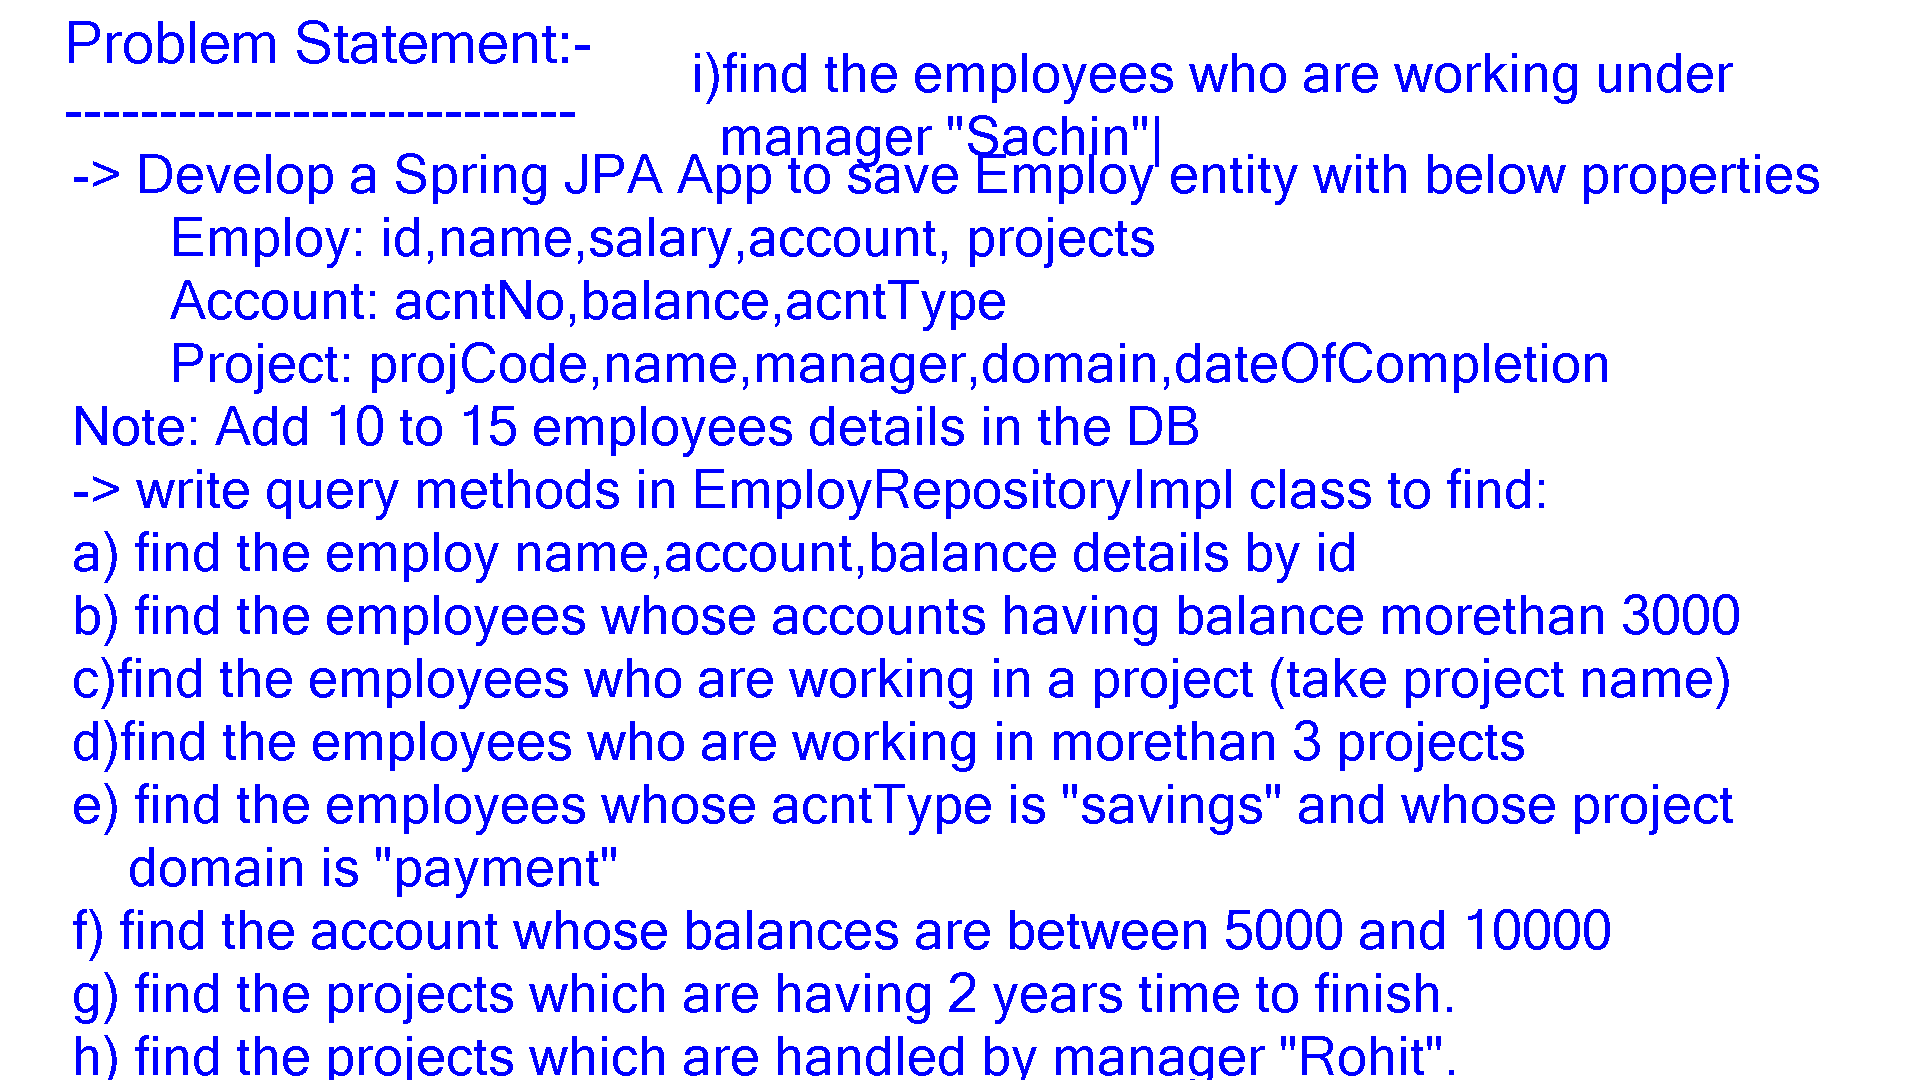 Problem Statement:-
--------------------------
i)find the employees who are working under
manager "Sachin"|
-> Develop a Spring JPA App to save Employ entity with below properties
Employ: id,name,salary,account, projects
Account: acntNo,balance,acntType
Project: projCode,name,manager,domain,dateOfCompletion
Note: Add 10 to 15 employees details in the DB
-> write query methods in EmployRepositoryImpl class to find:
a) find the employ name,account,balance details by id
b) find the employees whose accounts having balance morethan 3000
c)find the employees who are working in a project (take project name)
d)find the employees who are working in morethan 3 projects
e) find the employees whose acntType is "savings" and whose project
domain is "payment"
f) find the account whose balances are between 5000 and 10000
g) find the projects which are having 2 years time to finish.
h) find the projects which are handled by manager "Rohit".